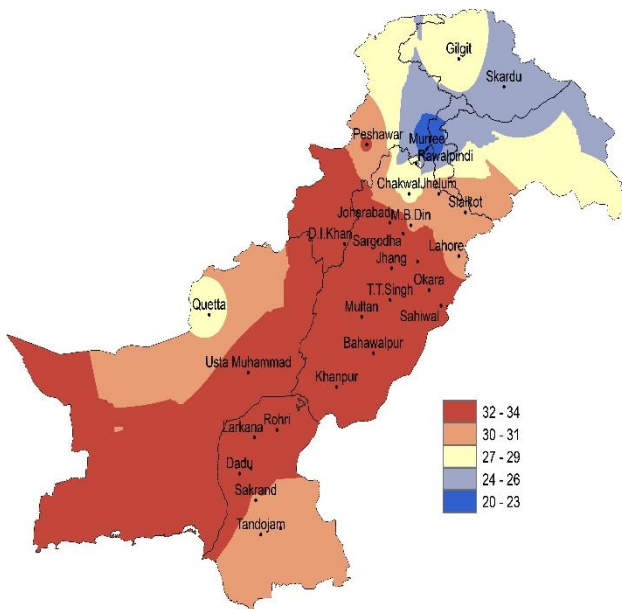 Gilgit
Skardu
Peshawar
Murree
Rawalpindi
Chakwal
Jhelum
Sialkot
Joharabad
M.B.Din
D.I.Khan
Sargodha
Lahore
Jhang
Okara
T.T.Singh
Multan
Sahiwal
Quetta
Bahawalpur
Usta Muhammad
Khanpur
Larkana
Rohri
Dadu
Sakrand
Tandojam
32 - 34
30 - 31
27 - 29
24 - 26
20 - 23